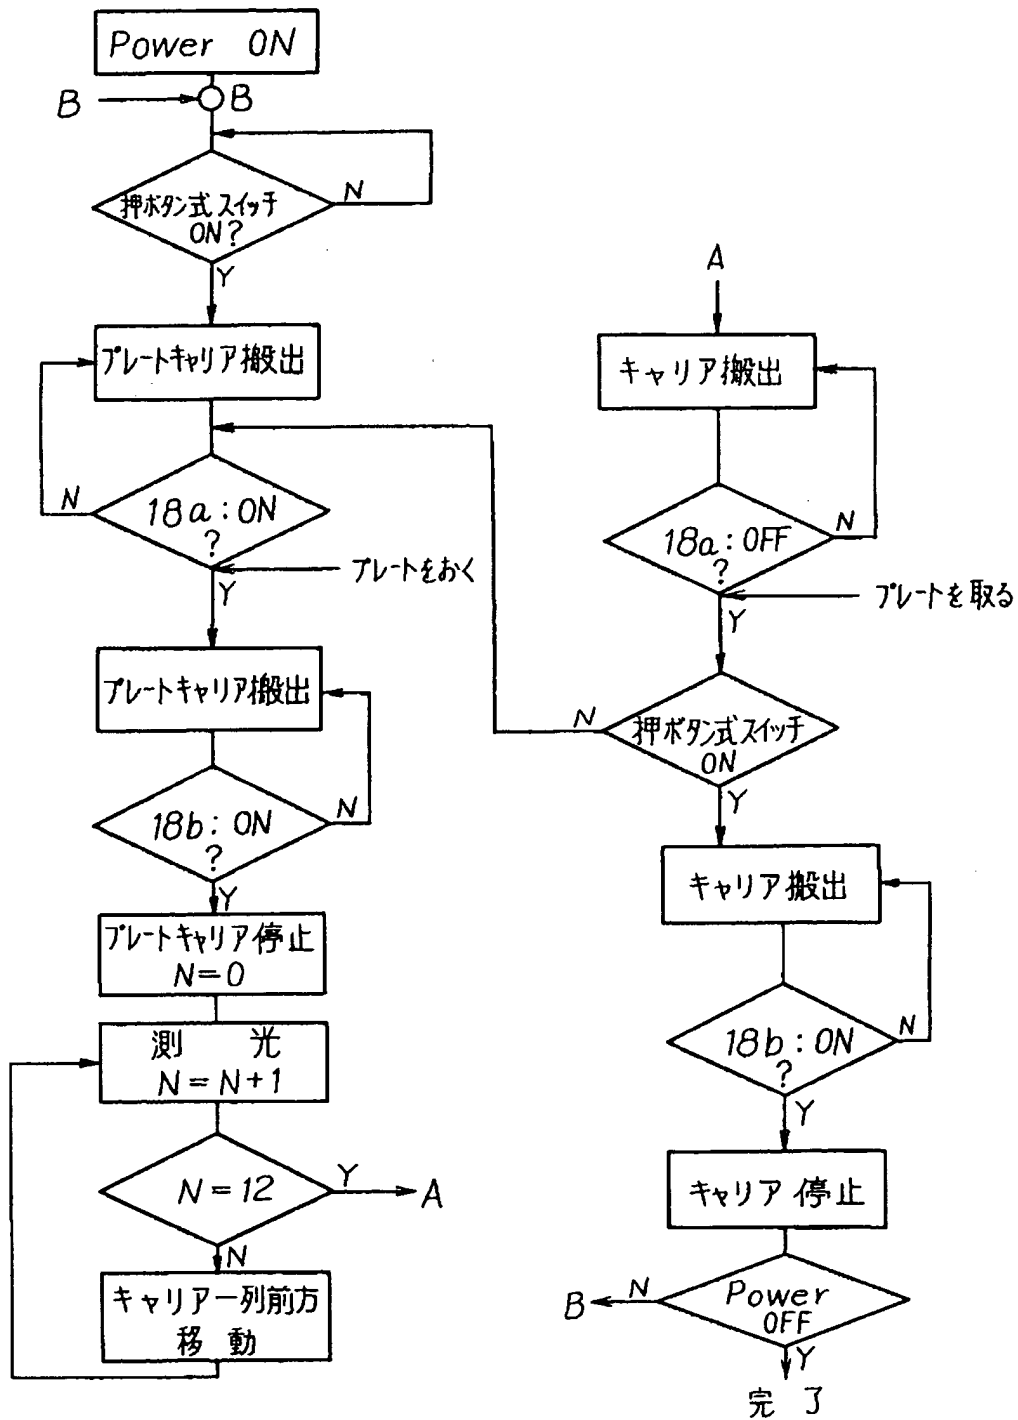 Power ON
B
B
N
押ボタン式スイッチ
ON?
Y
プレートキャリア搬出
N
18a:ON
?
プレートをおく
Y
プレートキャリア搬出
N
18b:ON
?
Y
プレートキャリア停止
N=0
測 光
N=N+1
N=12
Y
A
N
キャリア一列前方
移 動
A
キャリア搬出
N
18a:OFF
?
プレートを取る
Y
N
押ボタン式スイッチ
ON
Y
キャリア搬出
N
18b:ON
?
Y
キャリア 停止
B
N
Power
OFF
Y
完 了